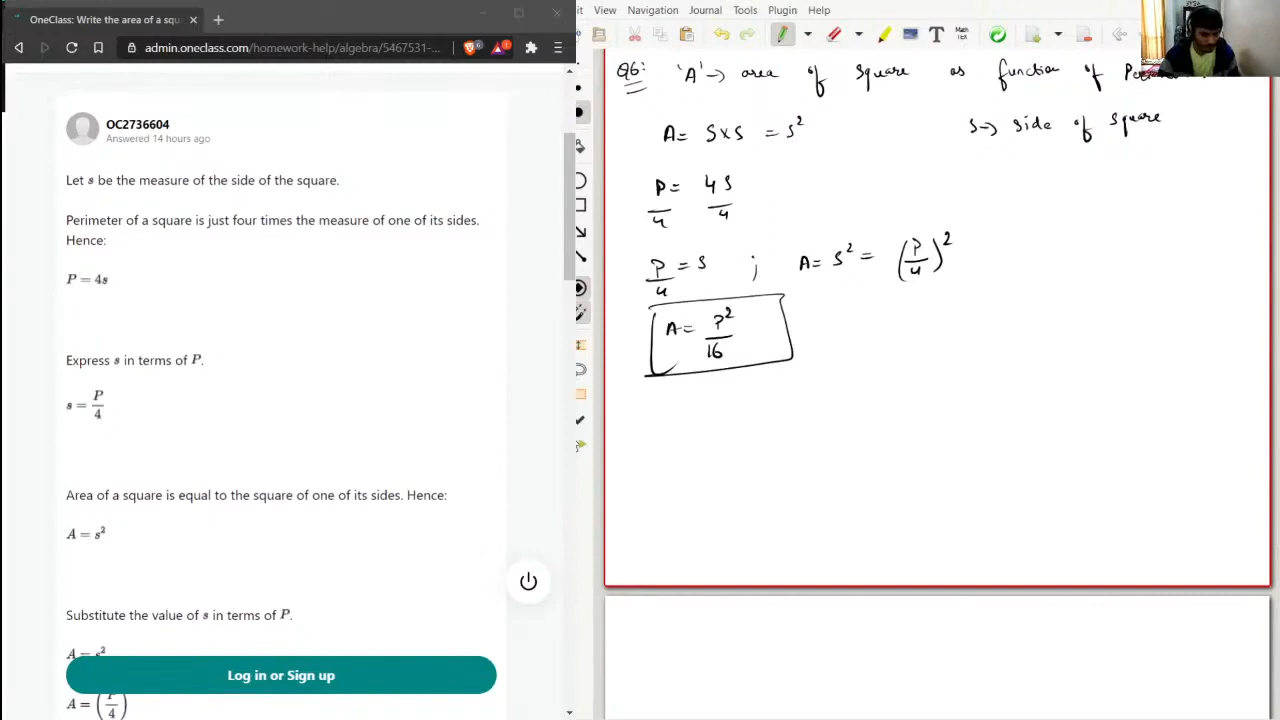 OneClass: Write the area of a squ
admin.oneclass.com/homework-help/algebra/5467531-...
OC2736604
Answered 14 hours ago
Let s be the measure of the side of the square.
Perimeter of a square is just four times the measure of one of its sides.
Hence:
P = 4s
Express s in terms of P.
s = P/4
Area of a square is equal to the square of one of its sides. Hence:
A = s²
Substitute the value of s in terms of P.
A = s²
Log in or Sign up
A = (P/4)
View Navigation Journal Tools Plugin Help
Q6: 'A' → area of square as function of
A = S×S = S² S → side of square
P/4 = 4S/4
P/4 = S ; A = S² = (P/4)²
A = P²/16